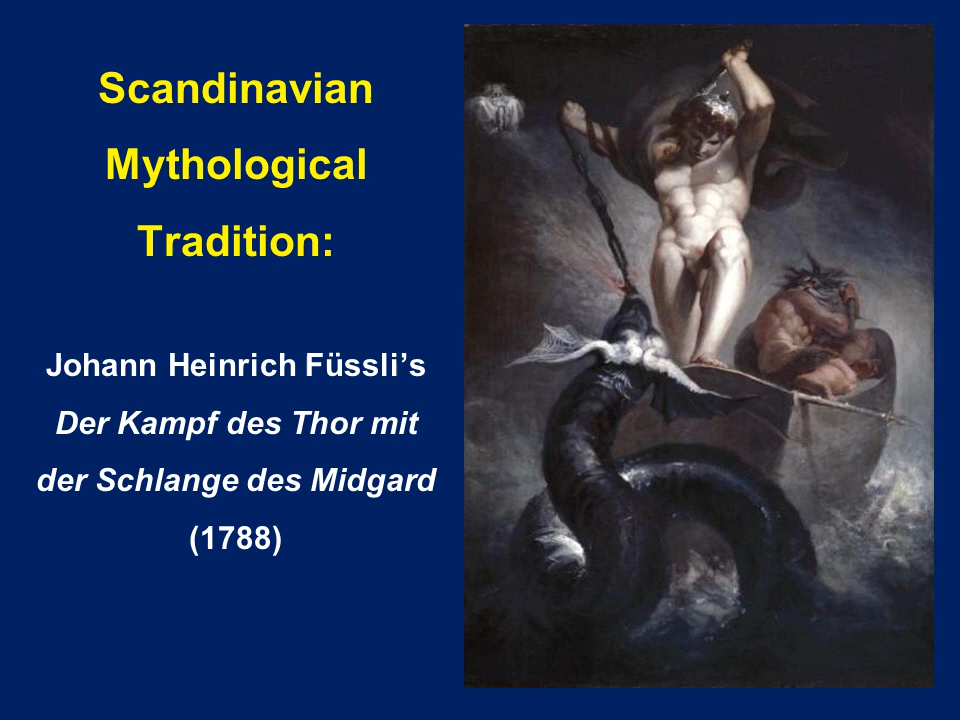 Scandinavian
Mythological
Tradition:
Johann Heinrich Füssli’s
Der Kampf des Thor mit
der Schlange des Midgard
(1788)